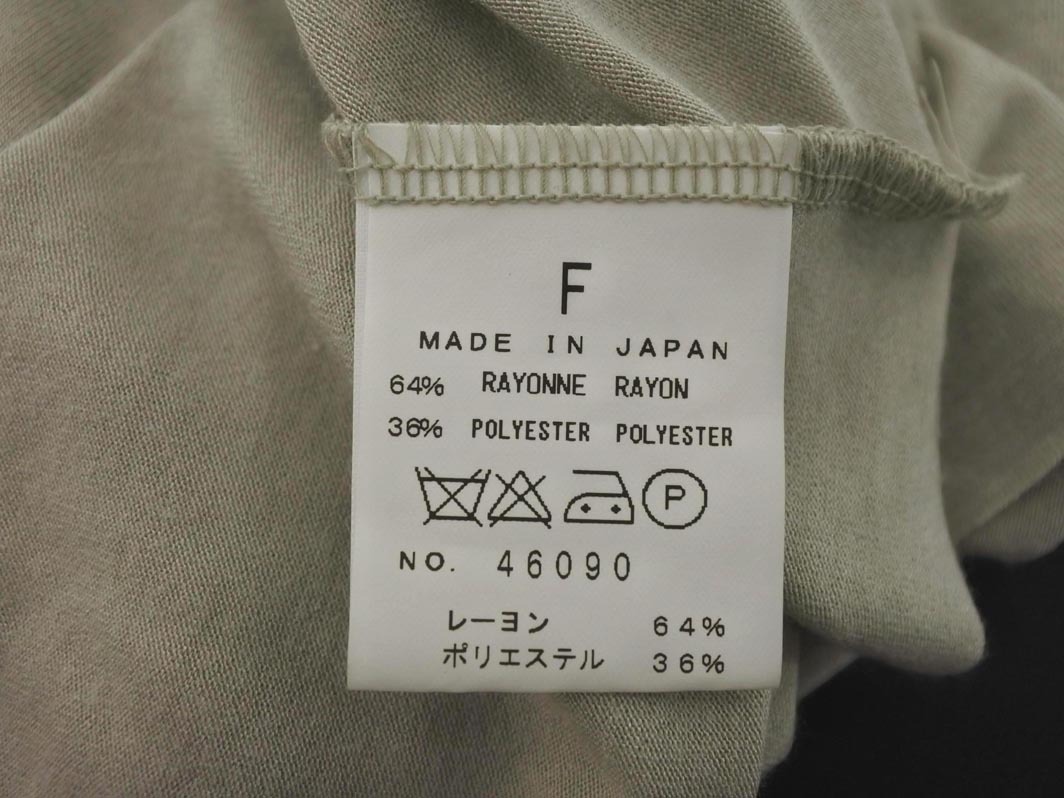 F
MADE IN JAPAN
64% RAYONNE RAYON
36% POLYESTER POLYESTER
P
NO. 46090
レーヨン 64%
ポリエステル 36%